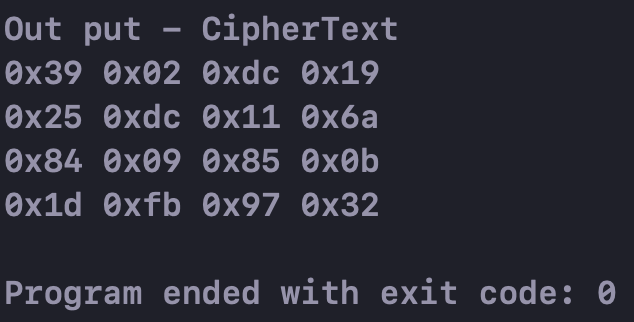 Out put - CipherText
0x39 0x02 0xdc 0x19
0x25 0xdc 0x11 0x6a
0x84 0x09 0x85 0x0b
0x1d 0xfb 0x97 0x32
Program ended with exit code: 0